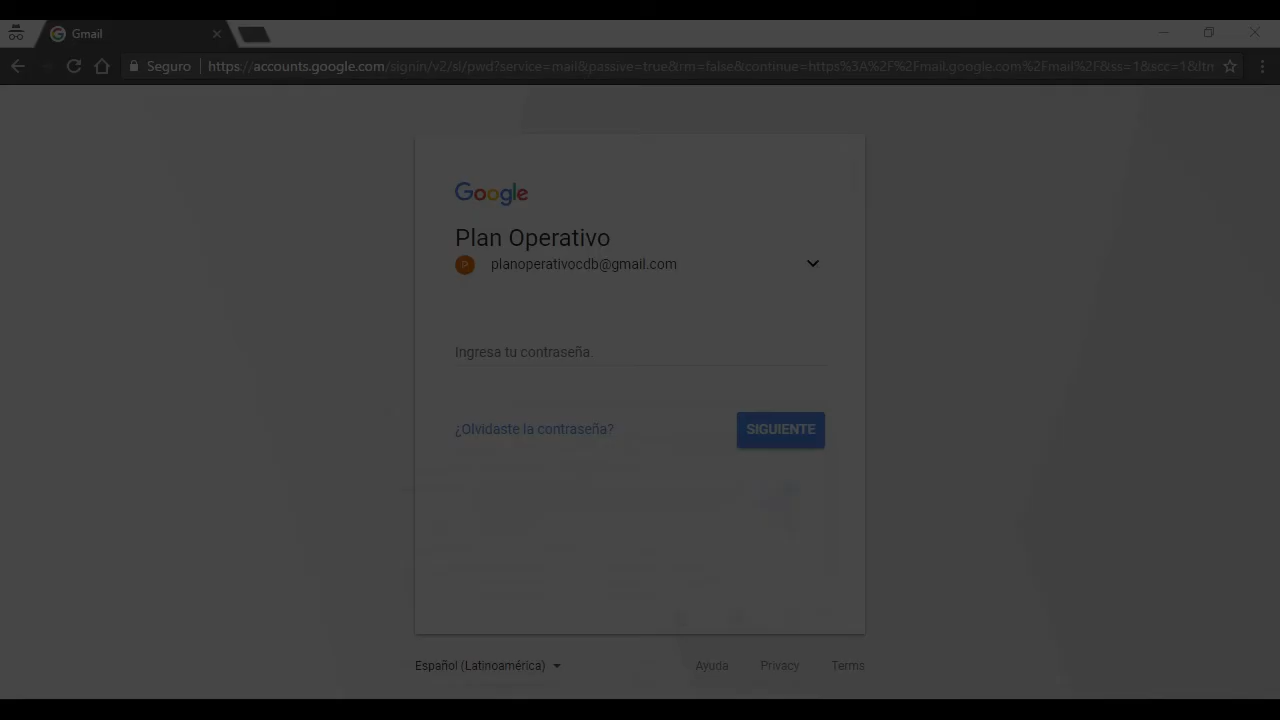 Gmail
Seguro
https://accounts.google.com/signin/v2/sl/pwd?service=mail&passive=true&rm=false&continue=https%3A%2F%2Fmail.google.com%2Fmail%2F&ss=1&scc=1&ltm
Google
Plan Operativo
P
planoperativocdb@gmail.com
Ingresa tu contraseña.
¿Olvidaste la contraseña?
SIGUIENTE
Español (Latinoamérica)
Ayuda
Privacy
Terms